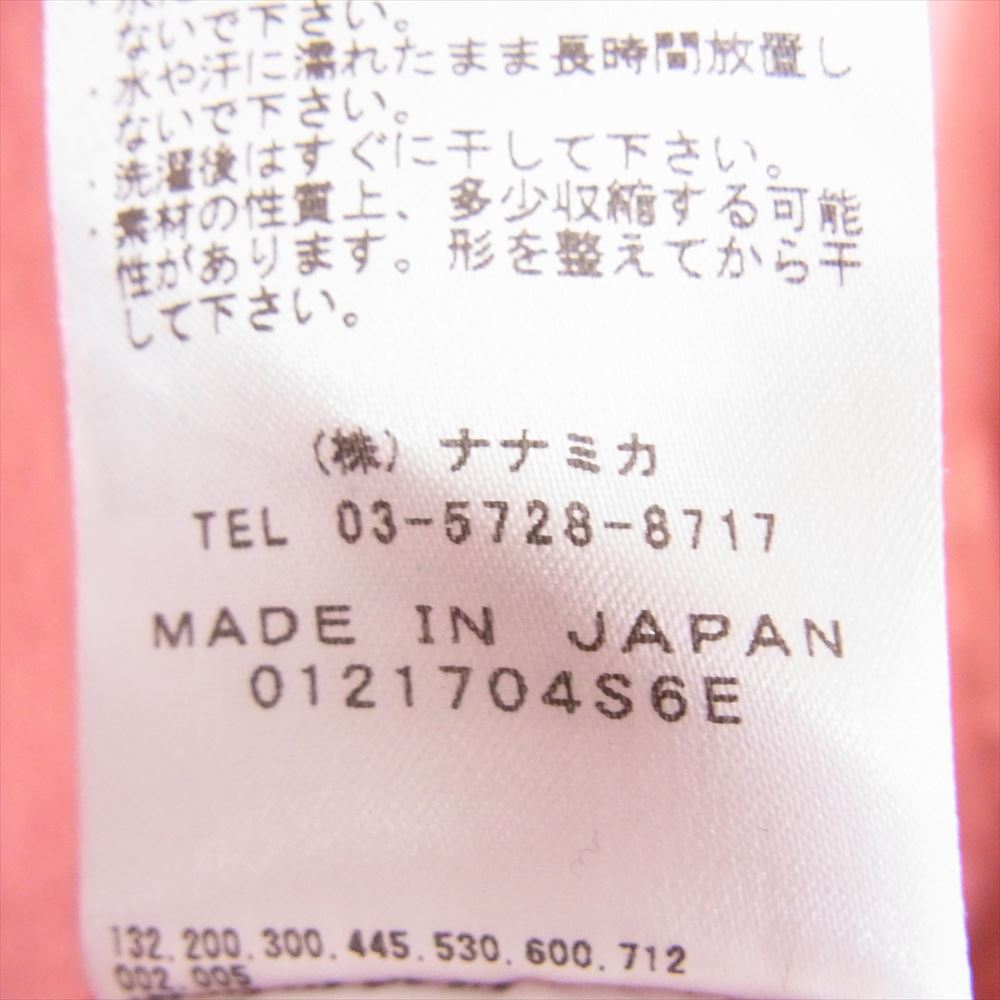 ないで下さい。
・水や汗に濡れたまま長時間放置し
ないで下さい。
・洗濯後はすぐに干して下さい。
・素材の性質上、多少収縮する可能
性があります。形を整えてから干
して下さい。
(株) ナナミカ
TEL 03-5728-8717
MADE IN JAPAN
0121704S6E
132.200.300.445.530.600.712
002.005